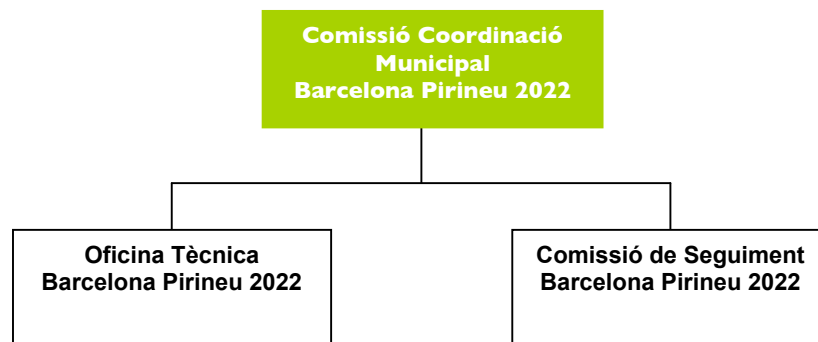 Comissió Coordinació
Municipal
Barcelona Pirineu 2022
Oficina Tècnica
Barcelona Pirineu 2022
Comissió de Seguiment
Barcelona Pirineu 2022